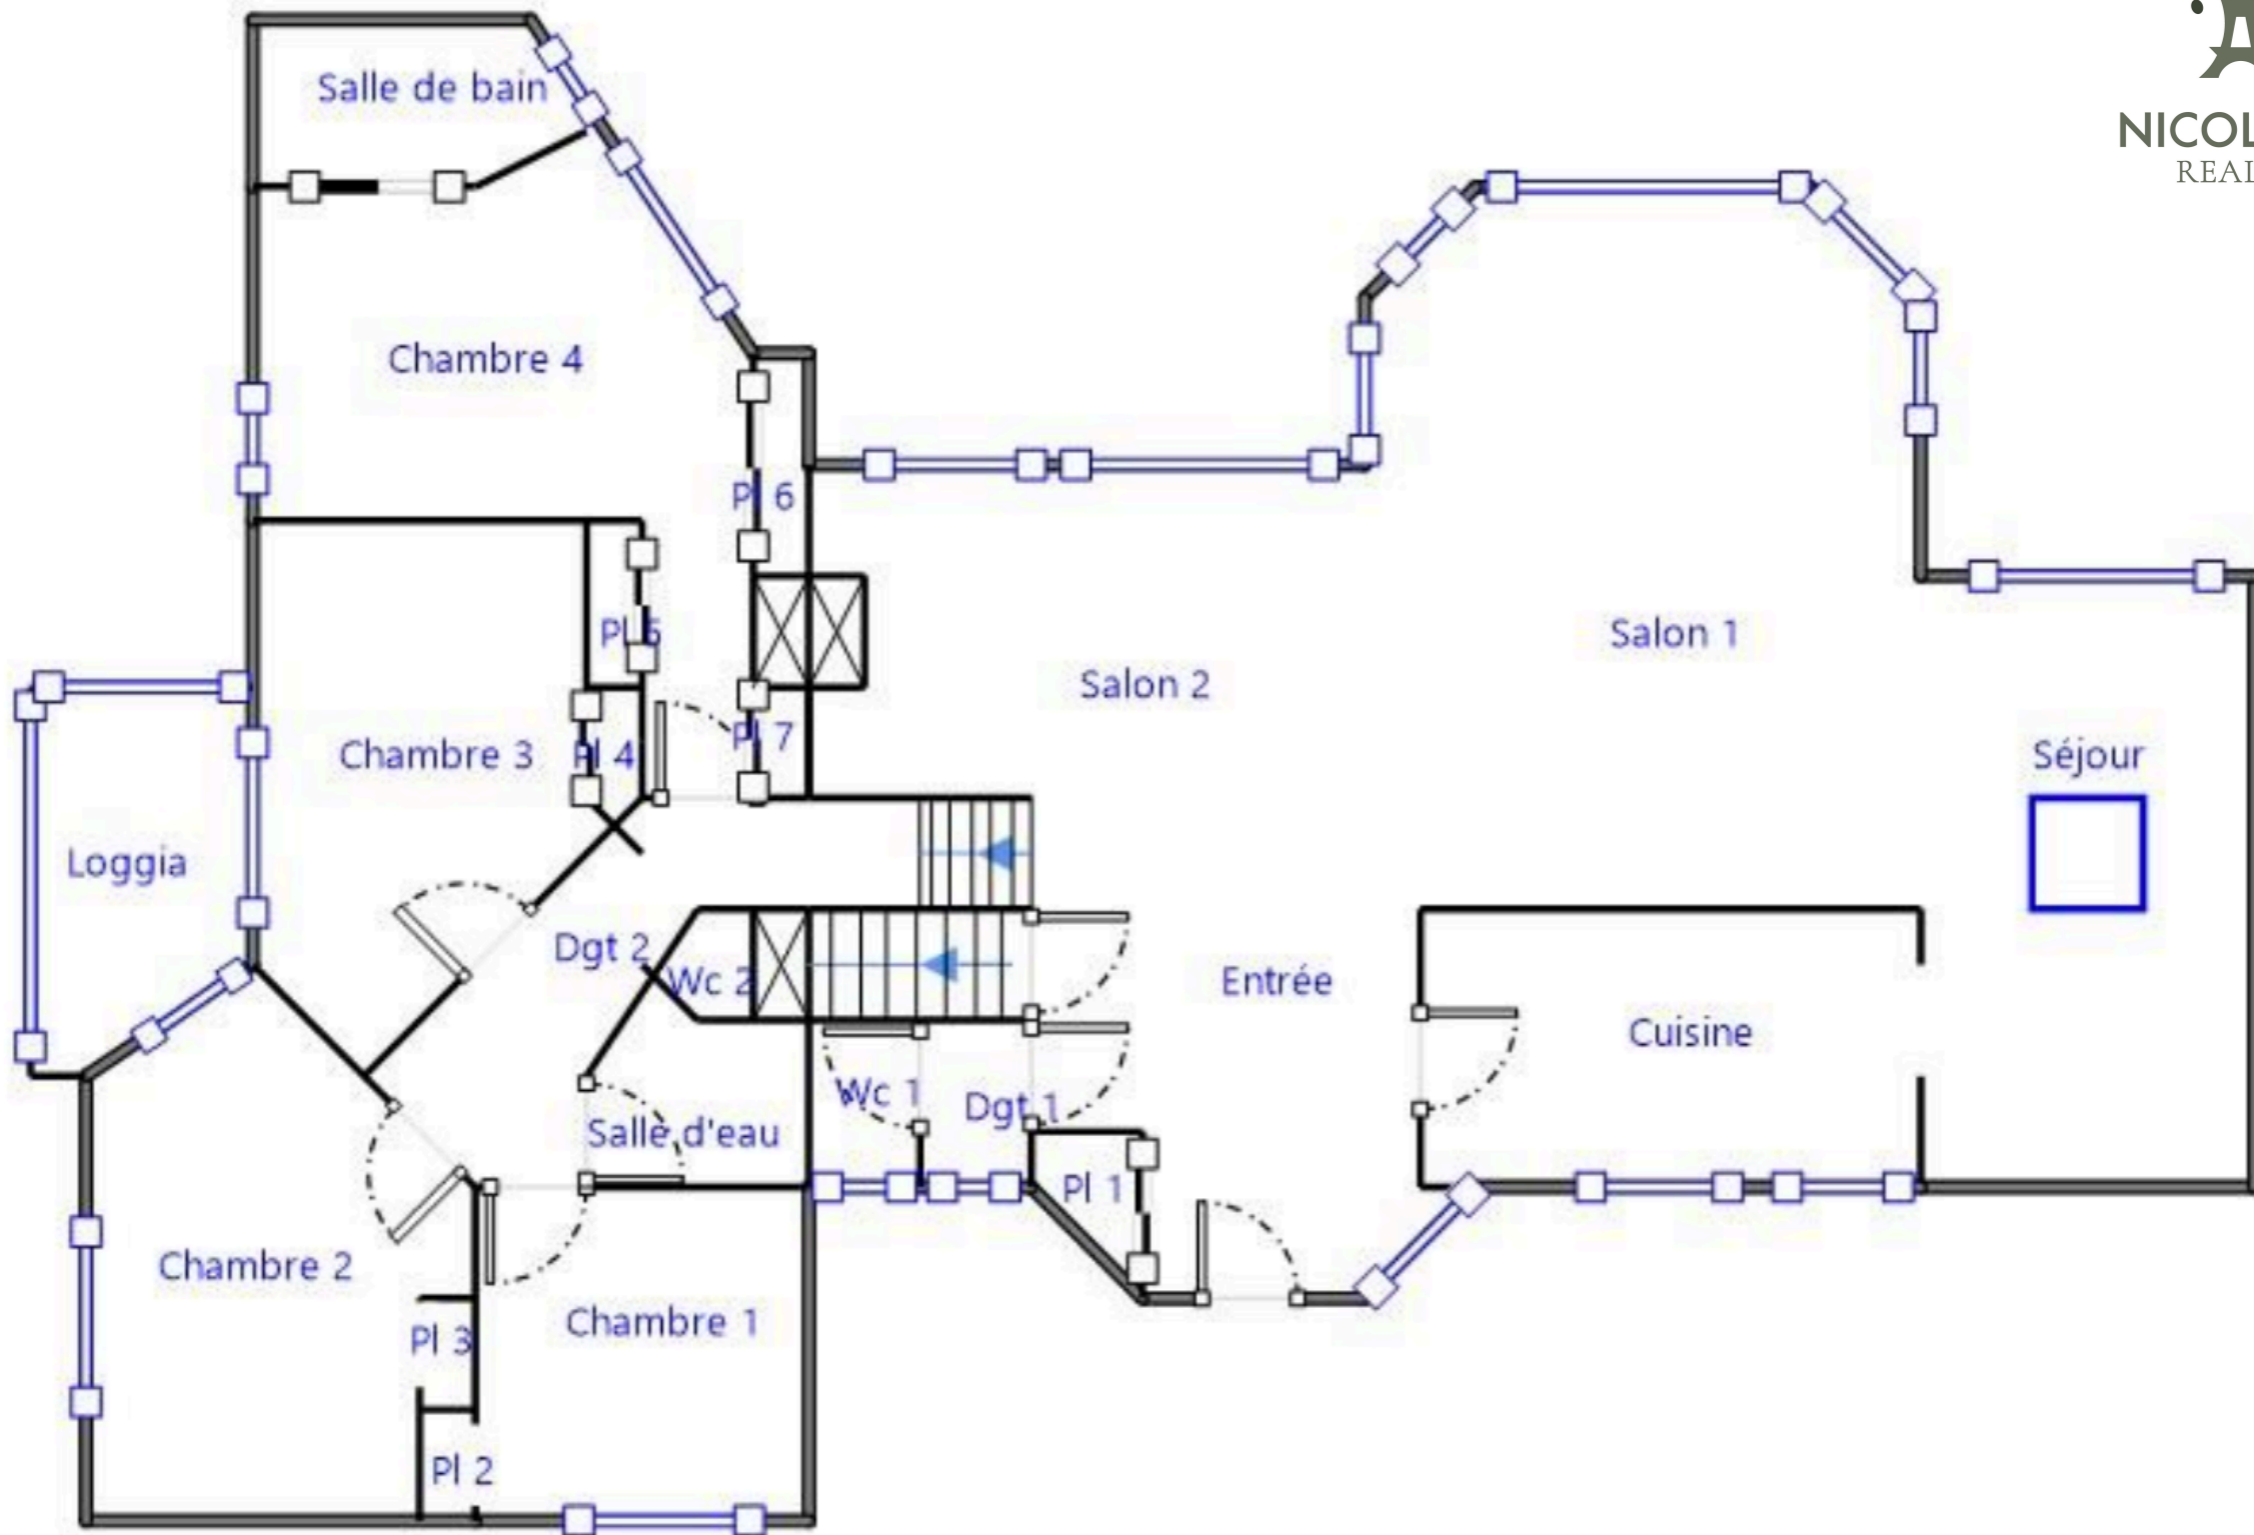 NICOL
REAL
Salle de bain
Chambre 4
Pl 6
Pl 5
Salon 1
Salon 2
Pl 7
Chambre 3
Pl 4
Séjour
Loggia
Dgt 2
Wc 2
Entrée
Cuisine
Wc 1
Dgt 1
Salle d'eau
Pl 1
Chambre 2
Chambre 1
Pl 3
Pl 2